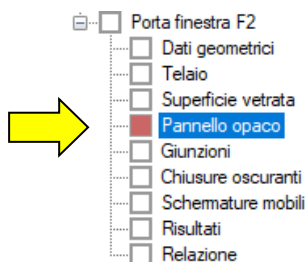 Porta finestra F2
Dati geometrici
Telaio
Superficie vetrata
Pannello opaco
Giunzioni
Chiusure oscuranti
Schermature mobili
Risultati
Relazione